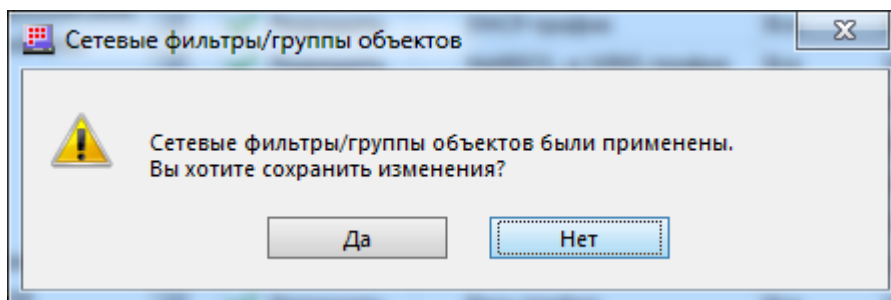 Сетевые фильтры/группы объектов
Сетевые фильтры/группы объектов были применены.
Вы хотите сохранить изменения?
Да
Нет